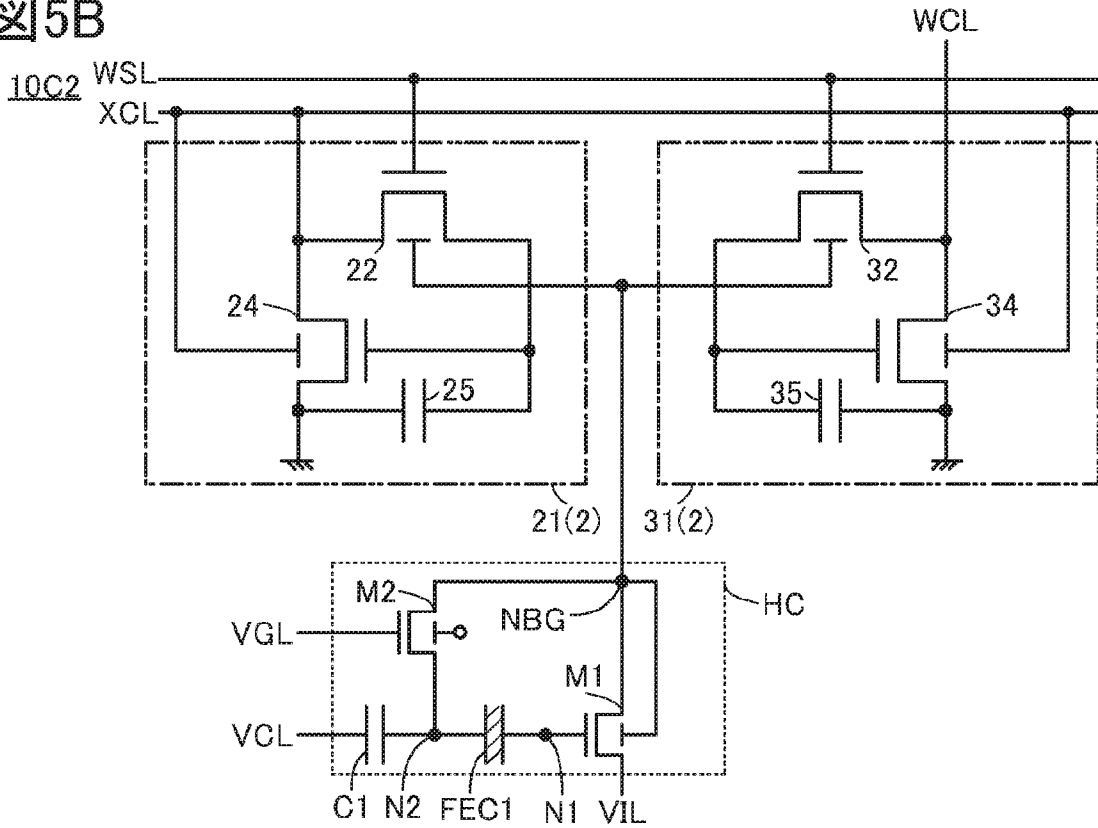 図5B
WCL
10C2
WSL
XCL
22
32
24
34
25
35
21(2)
31(2)
M2
NBG
HC
VGL
M1
VCL
C1
N2
FEC1
N1
VIL